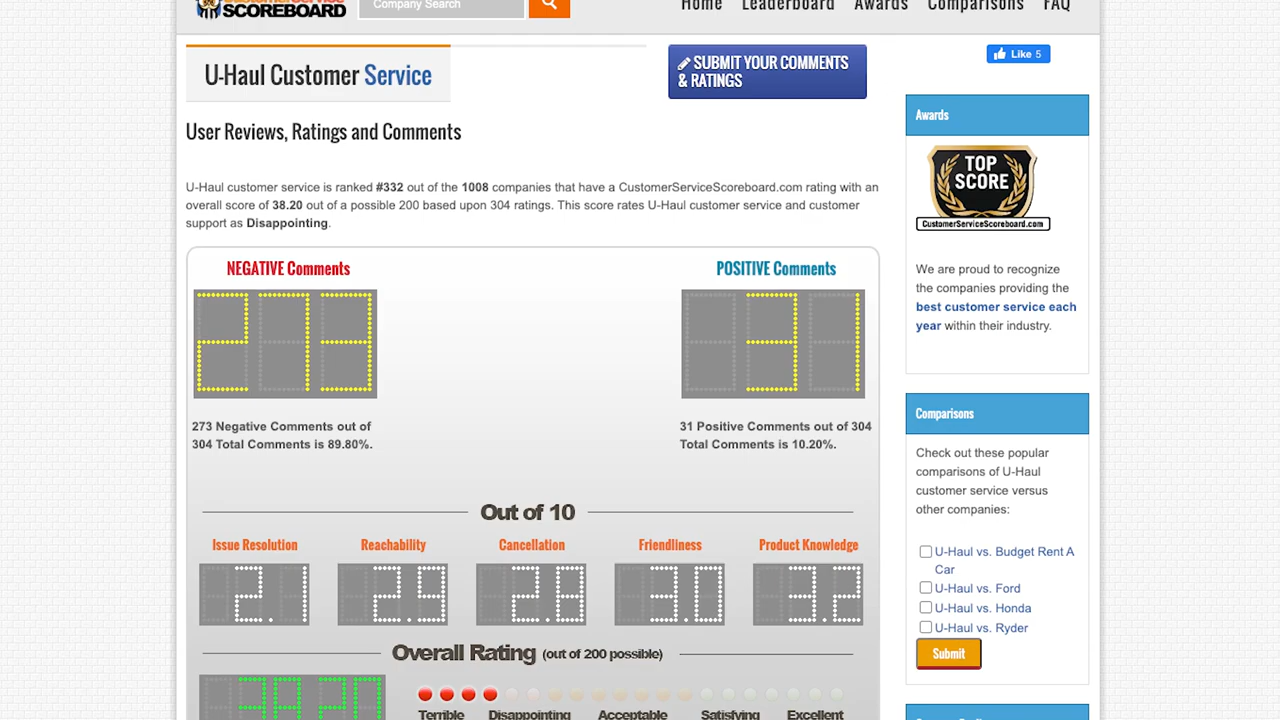 SCOREBOARD
Company Search
Home Leaderboard Awards Comparisons FAQ
U-Haul Customer Service
SUBMIT YOUR COMMENTS
& RATINGS
Like 5
User Reviews, Ratings and Comments
U-Haul customer service is ranked #332 out of the 1008 companies that have a CustomerServiceScoreboard.com rating with an
overall score of 38.20 out of a possible 200 based upon 304 ratings. This score rates U-Haul customer service and customer
support as Disappointing.
NEGATIVE Comments
273
273 Negative Comments out of
304 Total Comments is 89.80%.
POSITIVE Comments
31
31 Positive Comments out of 304
Total Comments is 10.20%.
Out of 10
Issue Resolution Reachability Cancellation Friendliness Product Knowledge
2.1 2.9 2.8 3.0 3.2
Overall Rating (out of 200 possible)
38.20
Terrible Disappointing Acceptable Satisfying Excellent
Awards
TOP
SCORE
CustomerServiceScoreboard.com
We are proud to recognize
the companies providing the
best customer service each
year within their industry.
Comparisons
Check out these popular
comparisons of U-Haul
customer service versus
other companies:
U-Haul vs. Budget Rent A
Car
U-Haul vs. Ford
U-Haul vs. Honda
U-Haul vs. Ryder
Submit